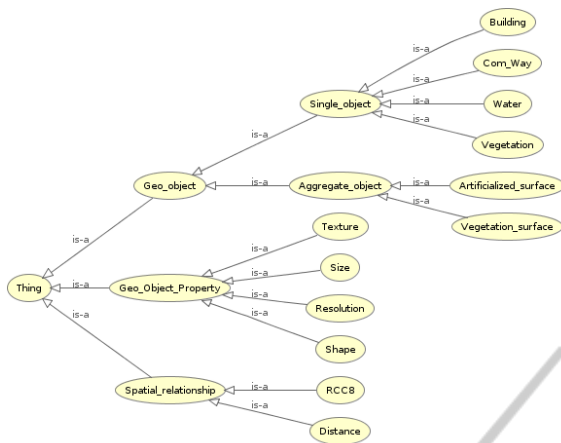 Building
is-a
Com_Way
is-a
Single_object
is-a
Water
is-a
is-a
Vegetation
Geo_object
is-a
Aggregate_object
is-a
Artificialized_surface
is-a
Vegetation_surface
Texture
is-a
is-a
Size
is-a
Thing
is-a
Geo_Object_Property
is-a
Resolution
is-a
Shape
is-a
Spatial_relationship
is-a
RCC8
is-a
Distance